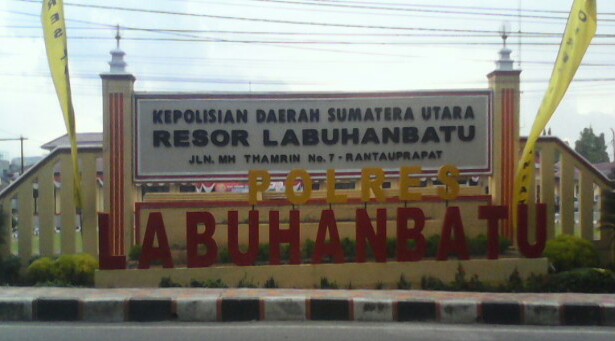 KEPOLISIAN DAERAH SUMATERA UTARA
RESOR LABUHANBATU
JLN. MH THAMRIN No. 7 - RANTAUPRAPAT
POLRES
LABUHANBATU